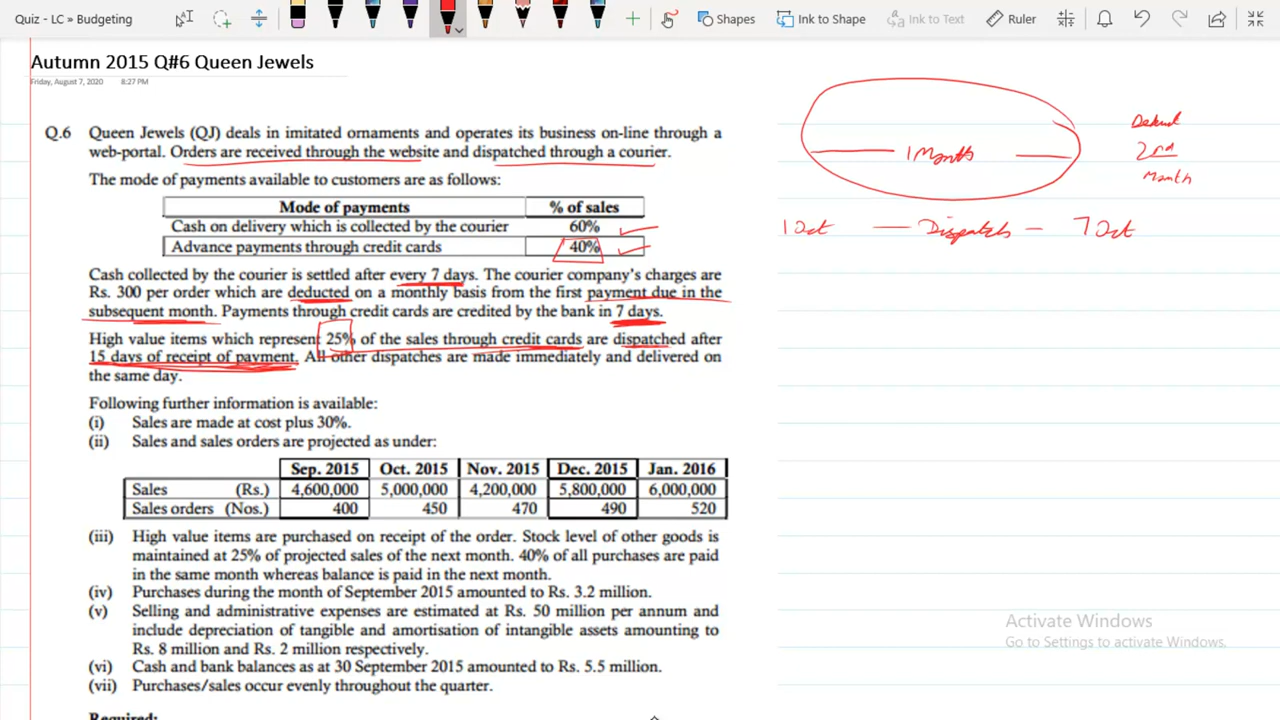 Quiz - LC » Budgeting
Shapes
Ink to Shape
Ink to Text
Ruler
Autumn 2015 Q#6 Queen Jewels
Friday, August 7, 2020 8:27 PM
Q.6 Queen Jewels (QJ) deals in imitated ornaments and operates its business on-line through a
web-portal. Orders are received through the website and dispatched through a courier.
The mode of payments available to customers are as follows:
Mode of payments % of sales
Cash on delivery which is collected by the courier 60%
Advance payments through credit cards 40%
Cash collected by the courier is settled after every 7 days. The courier company's charges are
Rs. 300 per order which are deducted on a monthly basis from the first payment due in the
subsequent month. Payments through credit cards are credited by the bank in 7 days.
High value items which represent 25% of the sales through credit cards are dispatched after
15 days of receipt of payment. All other dispatches are made immediately and delivered on
the same day.
Following further information is available:
(i) Sales are made at cost plus 30%.
(ii) Sales and sales orders are projected as under:
Sep. 2015 Oct. 2015 Nov. 2015 Dec. 2015 Jan. 2016
Sales (Rs.) 4,600,000 5,000,000 4,200,000 5,800,000 6,000,000
Sales orders (Nos.) 400 450 470 490 520
(iii) High value items are purchased on receipt of the order. Stock level of other goods is
maintained at 25% of projected sales of the next month. 40% of all purchases are paid
in the same month whereas balance is paid in the next month.
(iv) Purchases during the month of September 2015 amounted to Rs. 3.2 million.
(v) Selling and administrative expenses are estimated at Rs. 50 million per annum and
include depreciation of tangible and amortisation of intangible assets amounting to
Rs. 8 million and Rs. 2 million respectively.
(vi) Cash and bank balances as at 30 September 2015 amounted to Rs. 5.5 million.
(vii) Purchases/sales occur evenly throughout the quarter.
Required:
1 Month
2nd
Month
1 Oct — Dispatch — 7 Oct
Activate Windows
Go to Settings to activate Windows.